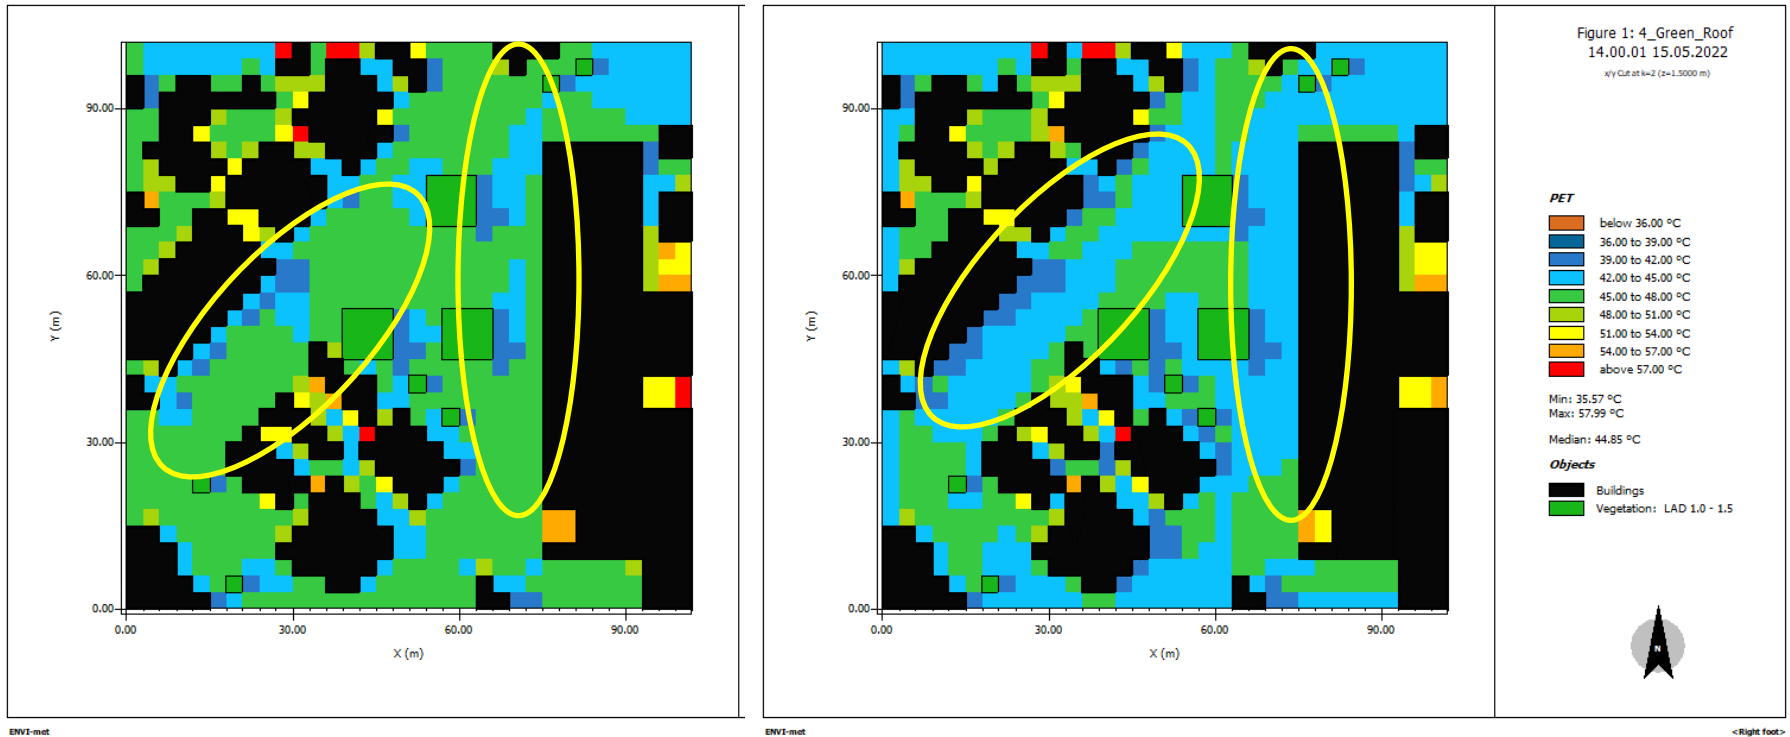 90.00
60.00
30.00
0.00
0.00
30.00
60.00
90.00
Y (m)
X (m)
ENVI-met
90.00
60.00
30.00
0.00
0.00
30.00
60.00
90.00
Y (m)
X (m)
ENVI-met
Figure 1: 4_Green_Roof
14.00.01 15.05.2022
x/y Cut at k=2 (z=1.5000 m)
PET
below 36.00 °C
36.00 to 39.00 °C
39.00 to 42.00 °C
42.00 to 45.00 °C
45.00 to 48.00 °C
48.00 to 51.00 °C
51.00 to 54.00 °C
54.00 to 57.00 °C
above 57.00 °C
Min: 35.57 °C
Max: 57.99 °C
Median: 44.85 °C
Objects
Buildings
Vegetation: LAD 1.0 - 1.5
N
<Right foot>